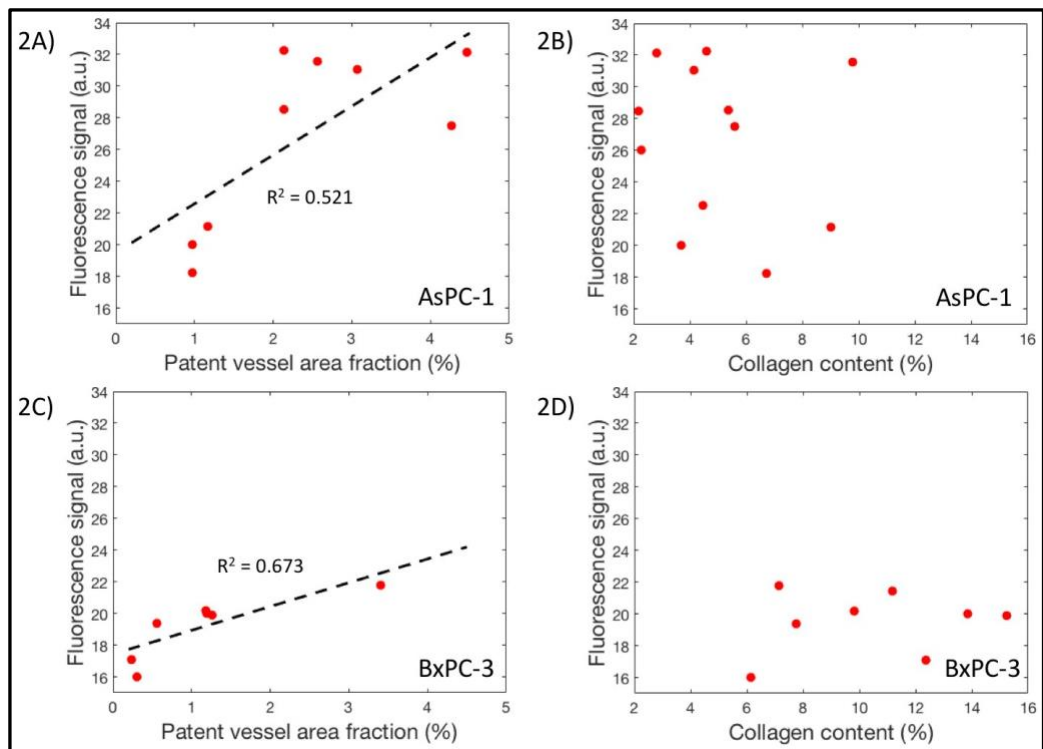 2A)
Fluorescence signal (a.u.)
34
32
30
28
26
24
22
20
18
16
R² = 0.521
AsPC-1
0 1 2 3 4 5
Patent vessel area fraction (%)
2B)
Fluorescence signal (a.u.)
34
32
30
28
26
24
22
20
18
16
AsPC-1
2 4 6 8 10 12 14 16
Collagen content (%)
2C)
Fluorescence signal (a.u.)
34
32
30
28
26
24
22
20
18
16
R² = 0.673
BxPC-3
0 1 2 3 4 5
Patent vessel area fraction (%)
2D)
Fluorescence signal (a.u.)
34
32
30
28
26
24
22
20
18
16
BxPC-3
2 4 6 8 10 12 14 16
Collagen content (%)